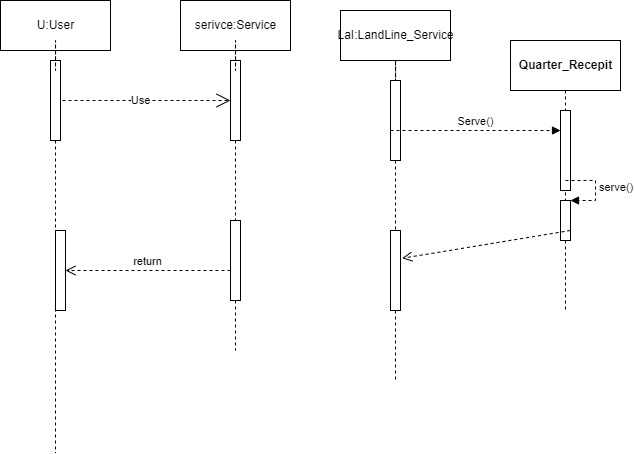 U:User
serivce:Service
Lal:LandLine_Service
Quarter_Recepit
Use
Serve()
serve()
return